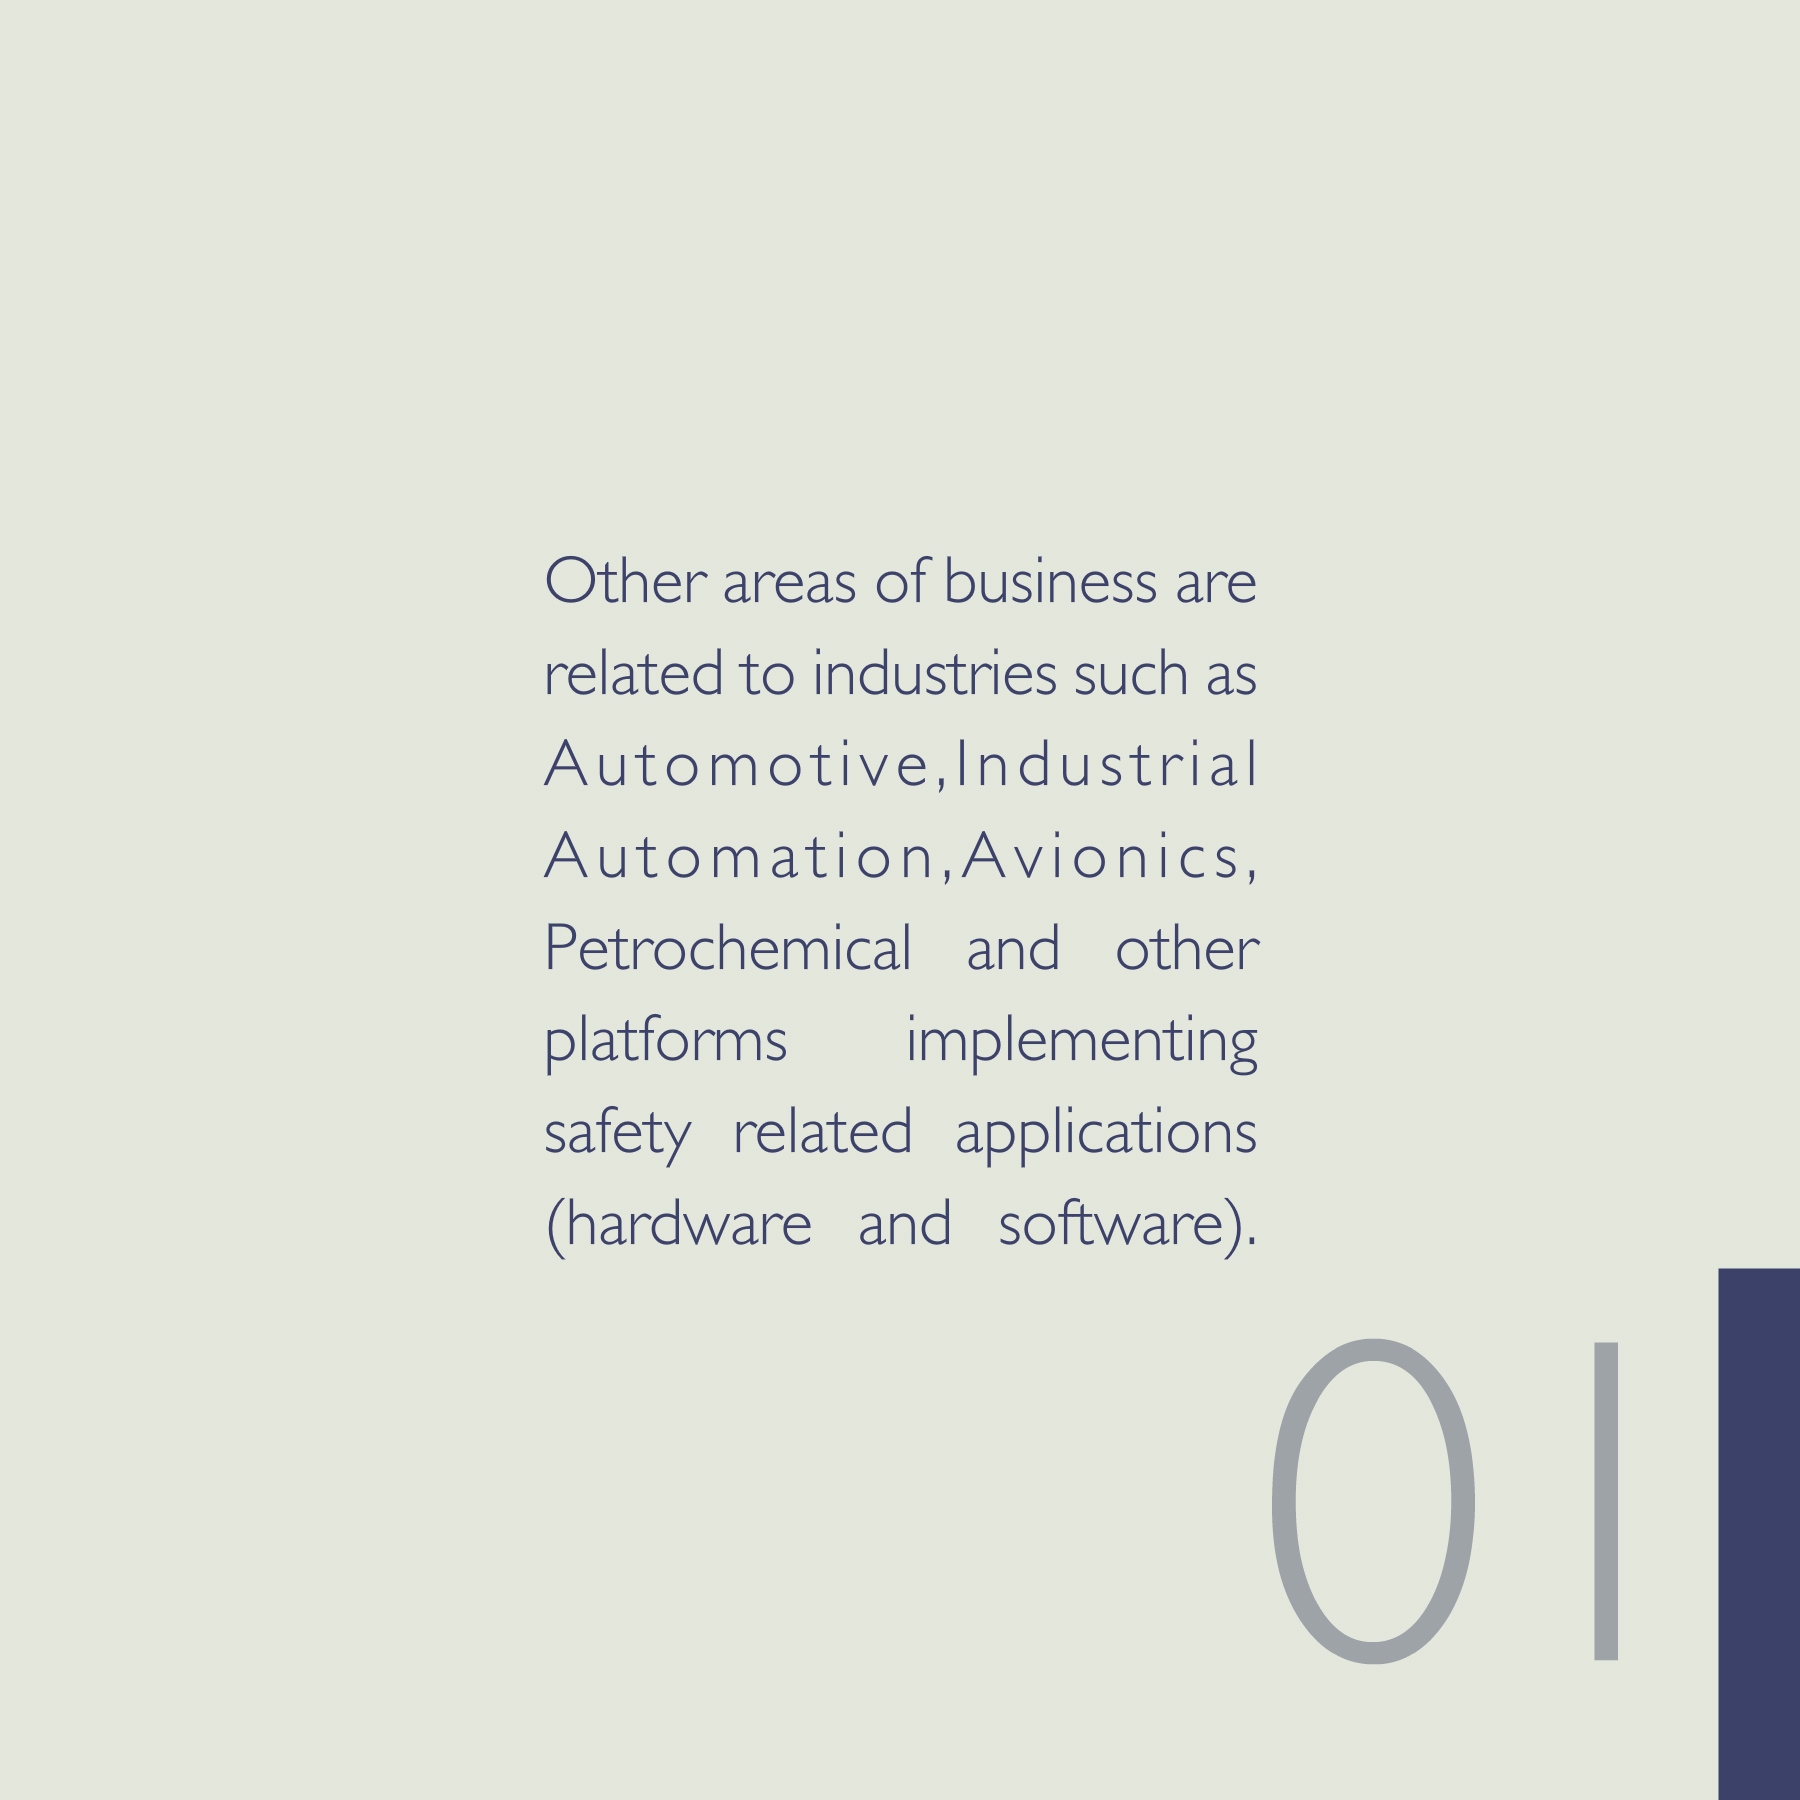 Other areas of business are
related to industries such as
Automotive,Industrial
Automation,Avionics,
Petrochemical and other
platforms implementing
safety related applications
(hardware and software).
01